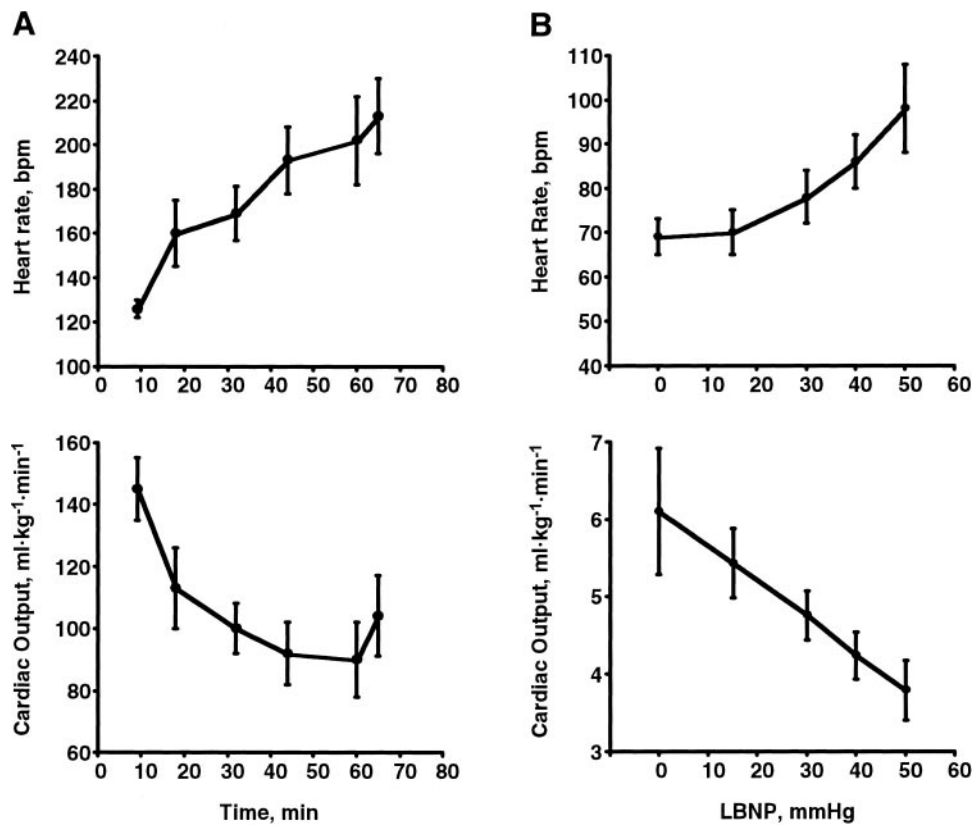 A
240
220
200
180
160
140
120
100
Heart rate, bpm
0 10 20 30 40 50 60 70 80
B
110
100
90
80
70
60
50
40
Heart Rate, bpm
0 10 20 30 40 50 60
160
140
120
100
80
60
Cardiac Output, ml·kg⁻¹·min⁻¹
0 10 20 30 40 50 60 70 80
Time, min
7
6
5
4
3
Cardiac Output, ml·kg⁻¹·min⁻¹
0 10 20 30 40 50 60
LBNP, mmHg